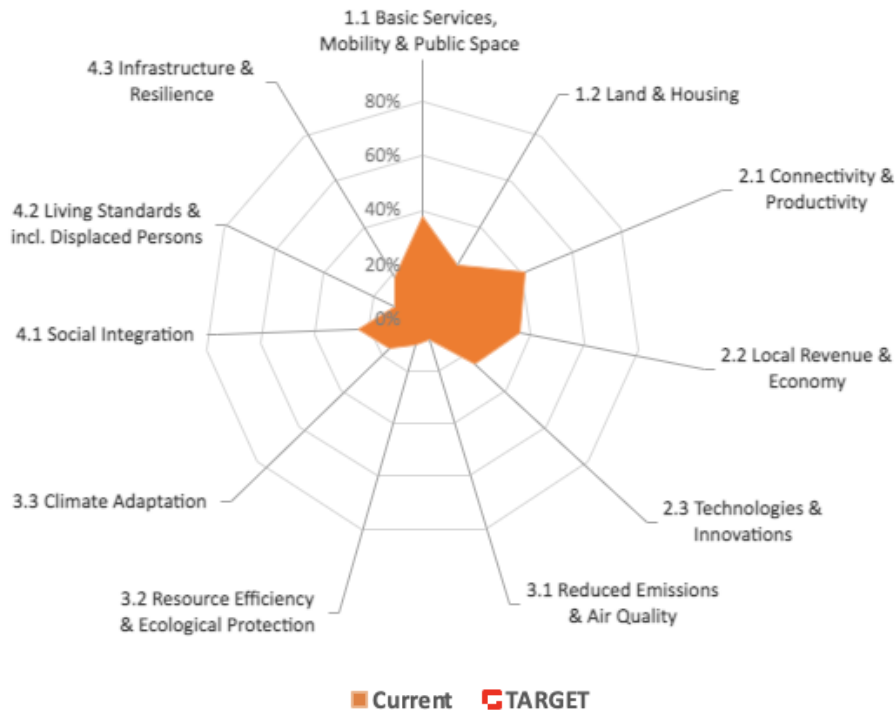 1.1 Basic Services,
Mobility & Public Space
4.3 Infrastructure &
Resilience
1.2 Land & Housing
80%
60%
40%
20%
0%
2.1 Connectivity &
Productivity
4.2 Living Standards &
incl. Displaced Persons
4.1 Social Integration
2.2 Local Revenue &
Economy
3.3 Climate Adaptation
2.3 Technologies &
Innovations
3.2 Resource Efficiency
& Ecological Protection
3.1 Reduced Emissions
& Air Quality
Current TARGET